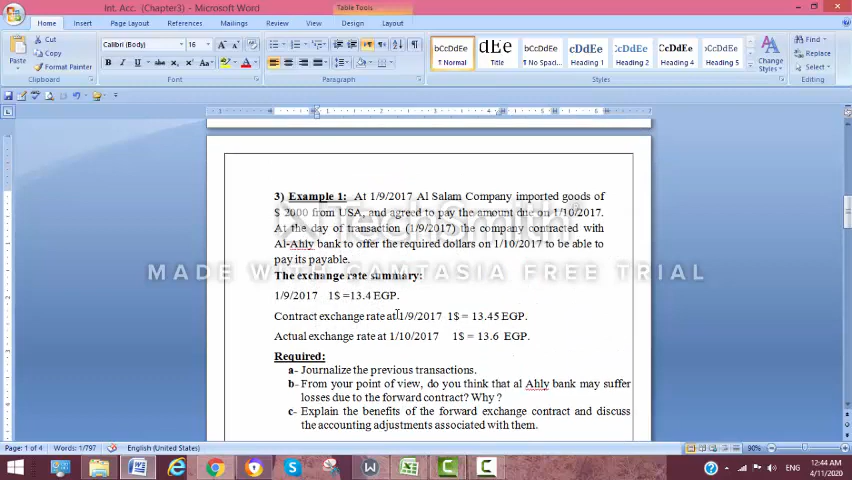 Int. Acc. (Chapter3) - Microsoft Word
Table Tools
Home Insert Page Layout References Mailings Review View Design Layout
Cut
Copy
Format Painter
Paste
Clipboard
Calibri (Body) 16
Font
Paragraph
bCcDdEe ¶ Normal
dEe Title
bCcDdEe ¶ No Spaci...
cDdEe Heading 1
bCcDdEe Heading 2
bCcDdEe Heading 4
bCcDdEe Heading 5
Change Styles
Styles
Find
Replace
Select
Editing
3) Example 1: At 1/9/2017 Al Salam Company imported goods of
$ 2000 from USA, and agreed to pay the amount due on 1/10/2017.
At the day of transaction (1/9/2017) the company contracted with
Al-Ahly bank to offer the required dollars on 1/10/2017 to be able to
pay its payable.
The exchange rate summary:
1/9/2017 1$ =13.4 EGP.
Contract exchange rate at 1/9/2017 1$ = 13.45 EGP.
Actual exchange rate at 1/10/2017 1$ = 13.6 EGP.
Required:
a- Journalize the previous transactions.
b- From your point of view, do you think that al Ahly bank may suffer
losses due to the forward contract? Why ?
c- Explain the benefits of the forward exchange contract and discuss
the accounting adjustments associated with them.
TechSmith
MADE WITH CAMTASIA FREE TRIAL
Page: 1 of 4 Words: 1/797 English (United States) 90%
ENG
12:44 AM
4/11/2020